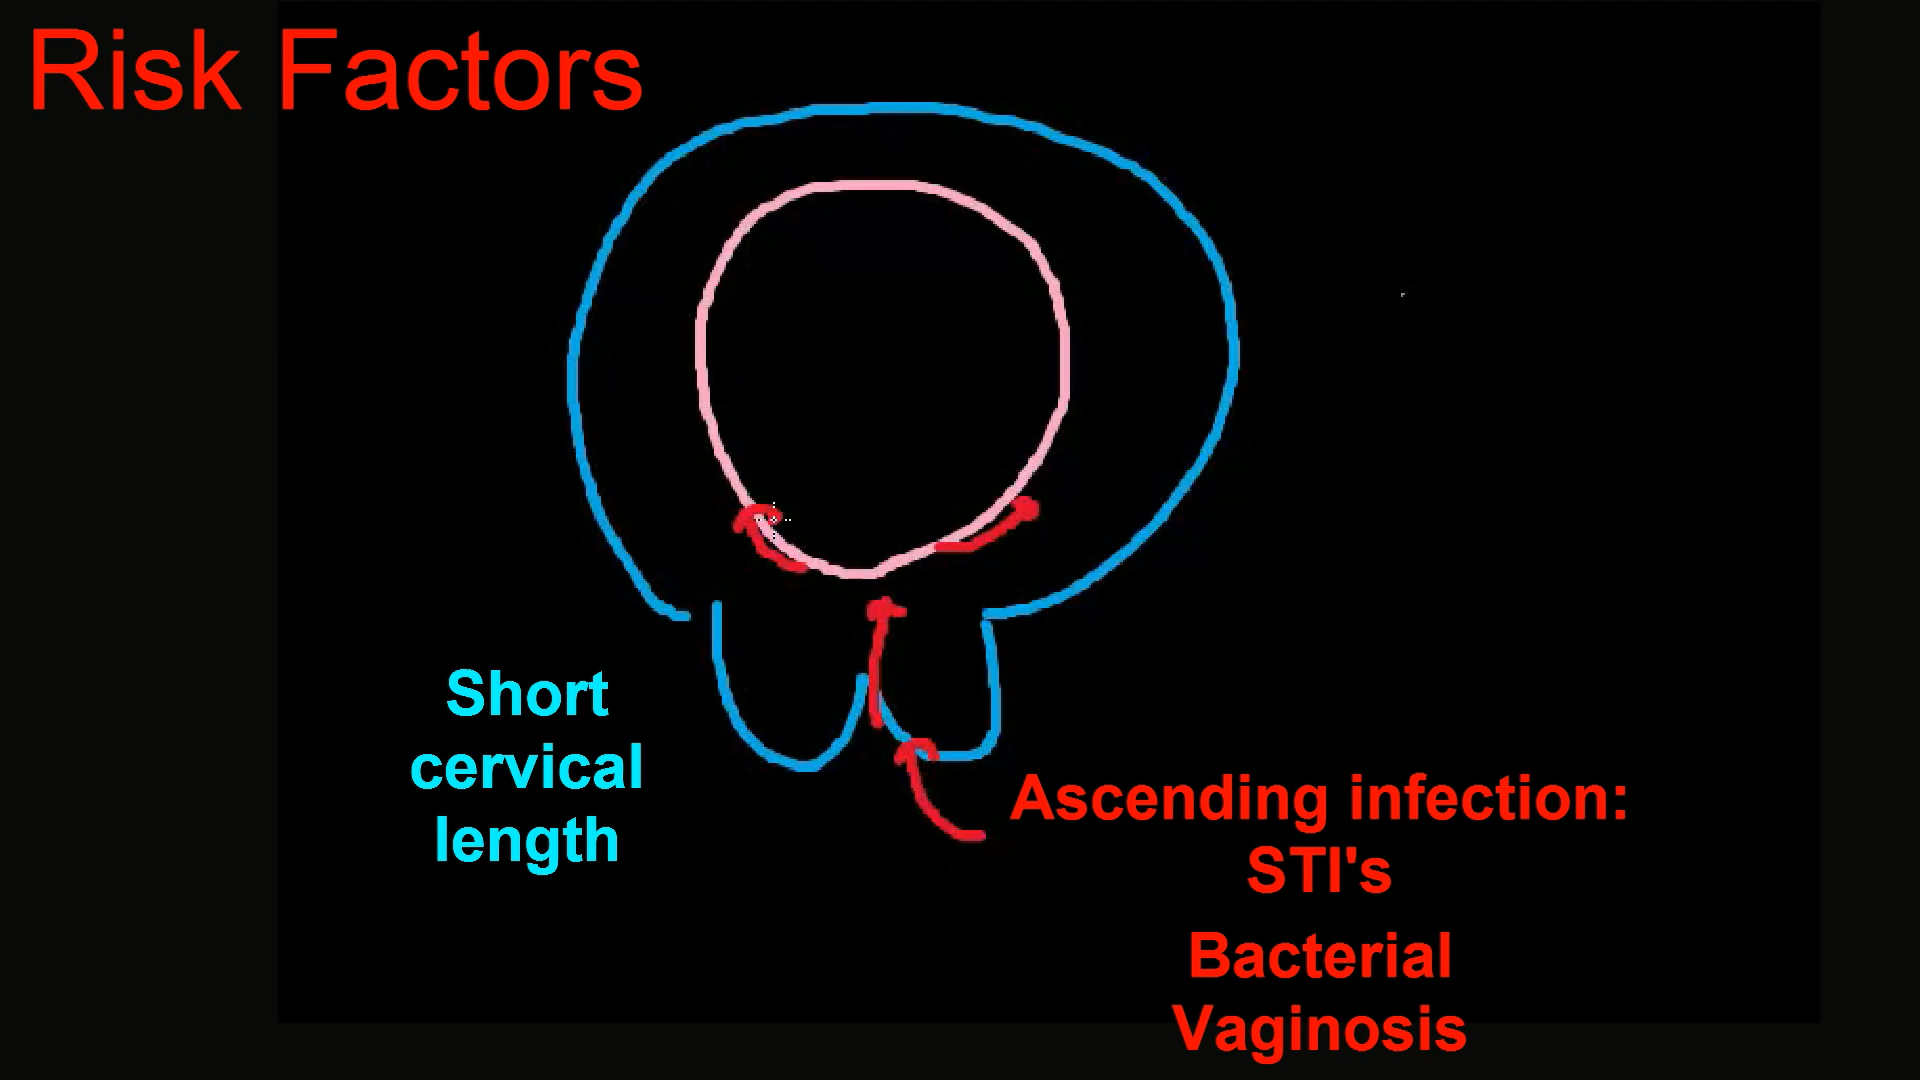 Risk Factors
Short
cervical
length
Ascending infection:
STI's
Bacterial
Vaginosis